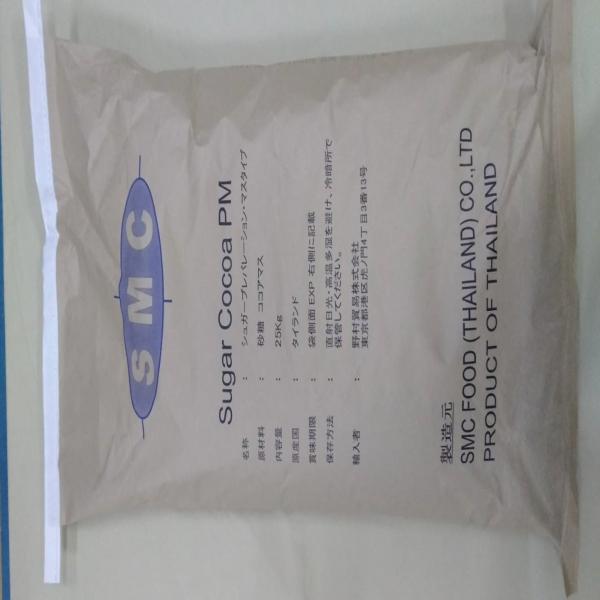 SMC
Sugar Cocoa PM
名称 : シュガープレパレーション・マスタイプ
原材料 : 砂糖 ココアマス
内容量 : 25Kg
原産国 : タイランド
賞味期限 : 袋側面 EXP 右側に記載
保存方法 : 直射日光・高温多湿を避け、冷暗所で
保管してください。
輸入者 : 野村貿易株式会社
東京都港区虎ノ門4丁目3番13号
製造元
SMC FOOD (THAILAND) CO.,LTD
PRODUCT OF THAILAND